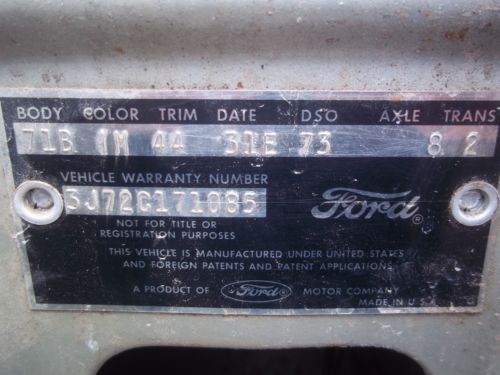 BODY COLOR TRIM DATE DSO AXLE TRANS
71B 1M 44 31E 73 8 2
VEHICLE WARRANTY NUMBER
3J72G171085
Ford®
NOT FOR TITLE OR
REGISTRATION PURPOSES
THIS VEHICLE IS MANUFACTURED UNDER UNITED STATES
AND FOREIGN PATENTS AND PATENT APPLICATIONS
A PRODUCT OF Ford MOTOR COMPANY
MADE IN U.S.A.